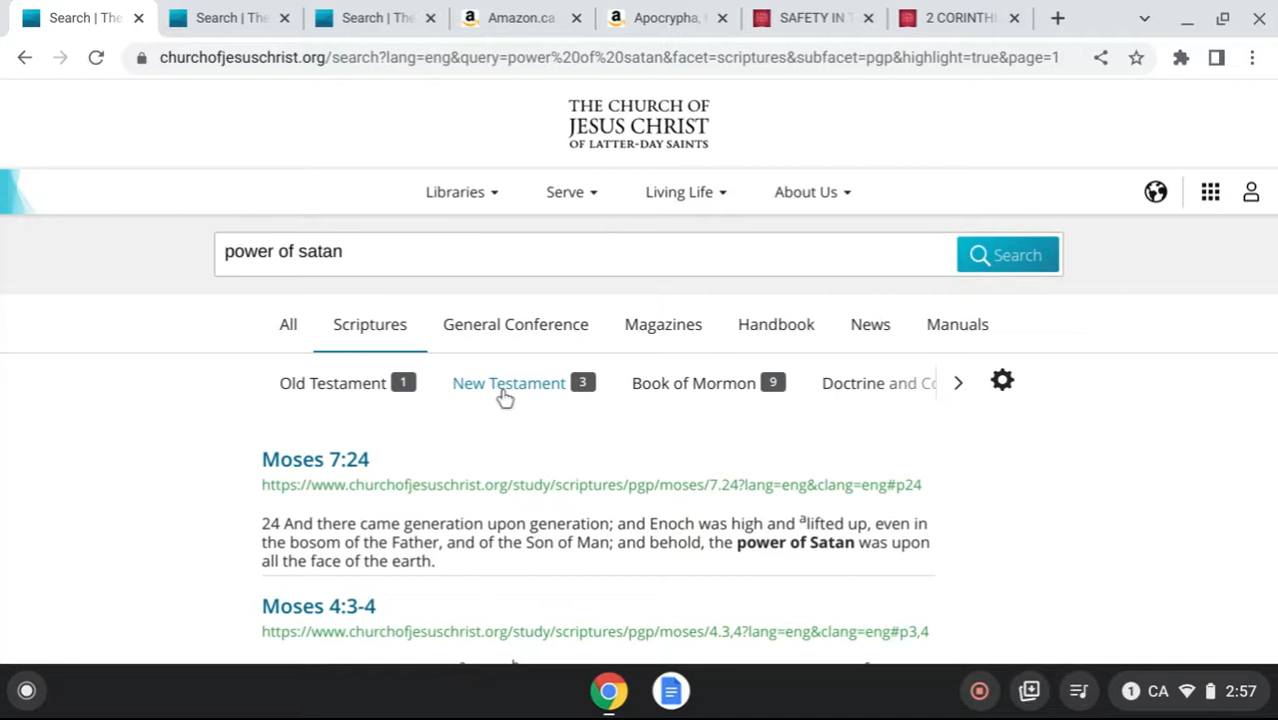 Search | The
Search | The
Search | The
Amazon.ca
Apocrypha,
SAFETY IN T
2 CORINTHI
churchofjesuschrist.org/search?lang=eng&query=power%20of%20satan&facet=scriptures&subfacet=pgp&highlight=true&page=1
THE CHURCH OF
JESUS CHRIST
OF LATTER-DAY SAINTS
Libraries Serve Living Life About Us
power of satan
Search
All Scriptures General Conference Magazines Handbook News Manuals
Old Testament 1 New Testament 3 Book of Mormon 9 Doctrine and Co
Moses 7:24
https://www.churchofjesuschrist.org/study/scriptures/pgp/moses/7.24?lang=eng&clang=eng#p24
24 And there came generation upon generation; and Enoch was high and alifted up, even in
the bosom of the Father, and of the Son of Man; and behold, the power of Satan was upon
all the face of the earth.
Moses 4:3-4
https://www.churchofjesuschrist.org/study/scriptures/pgp/moses/4.3,4?lang=eng&clang=eng#p3,4
1 CA 2:57